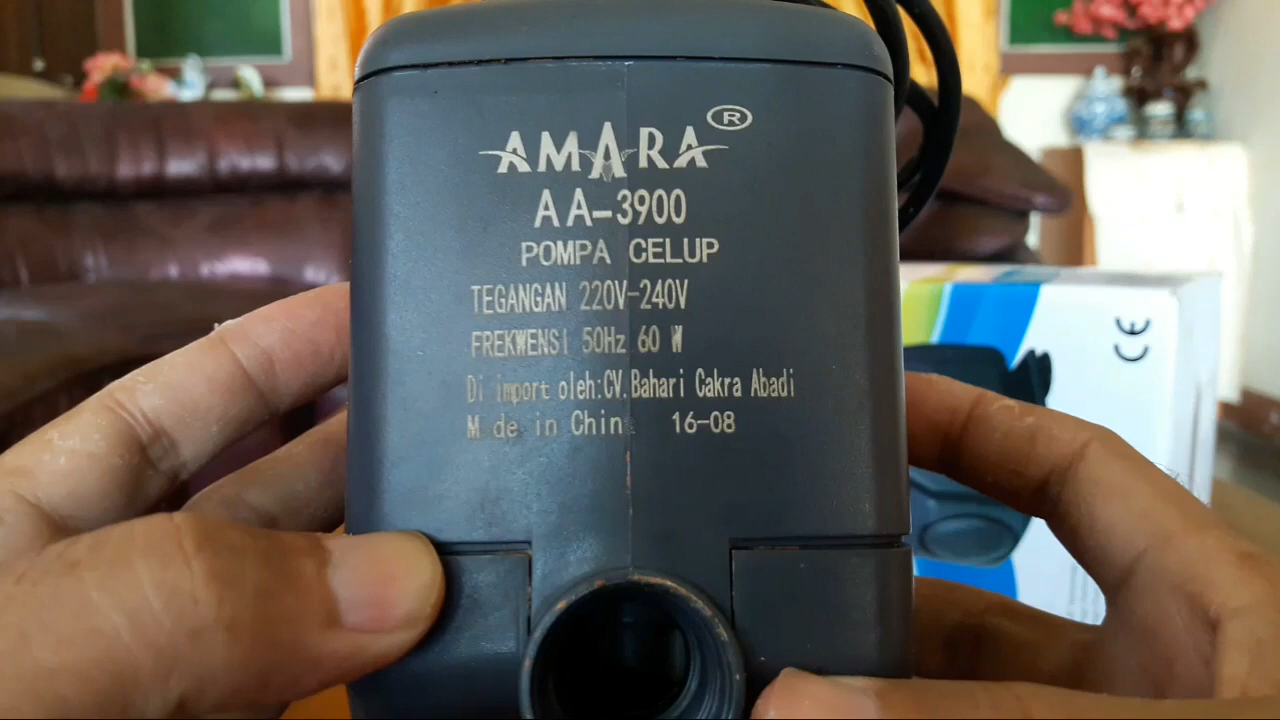 AMARA®
AA-3900
POMPA CELUP
TEGANGAN 220V-240V
FREKWENSI 50Hz 60 W
Di import oleh:CV.Bahari Cakra Abadi
M de in Chin 16-08
CE